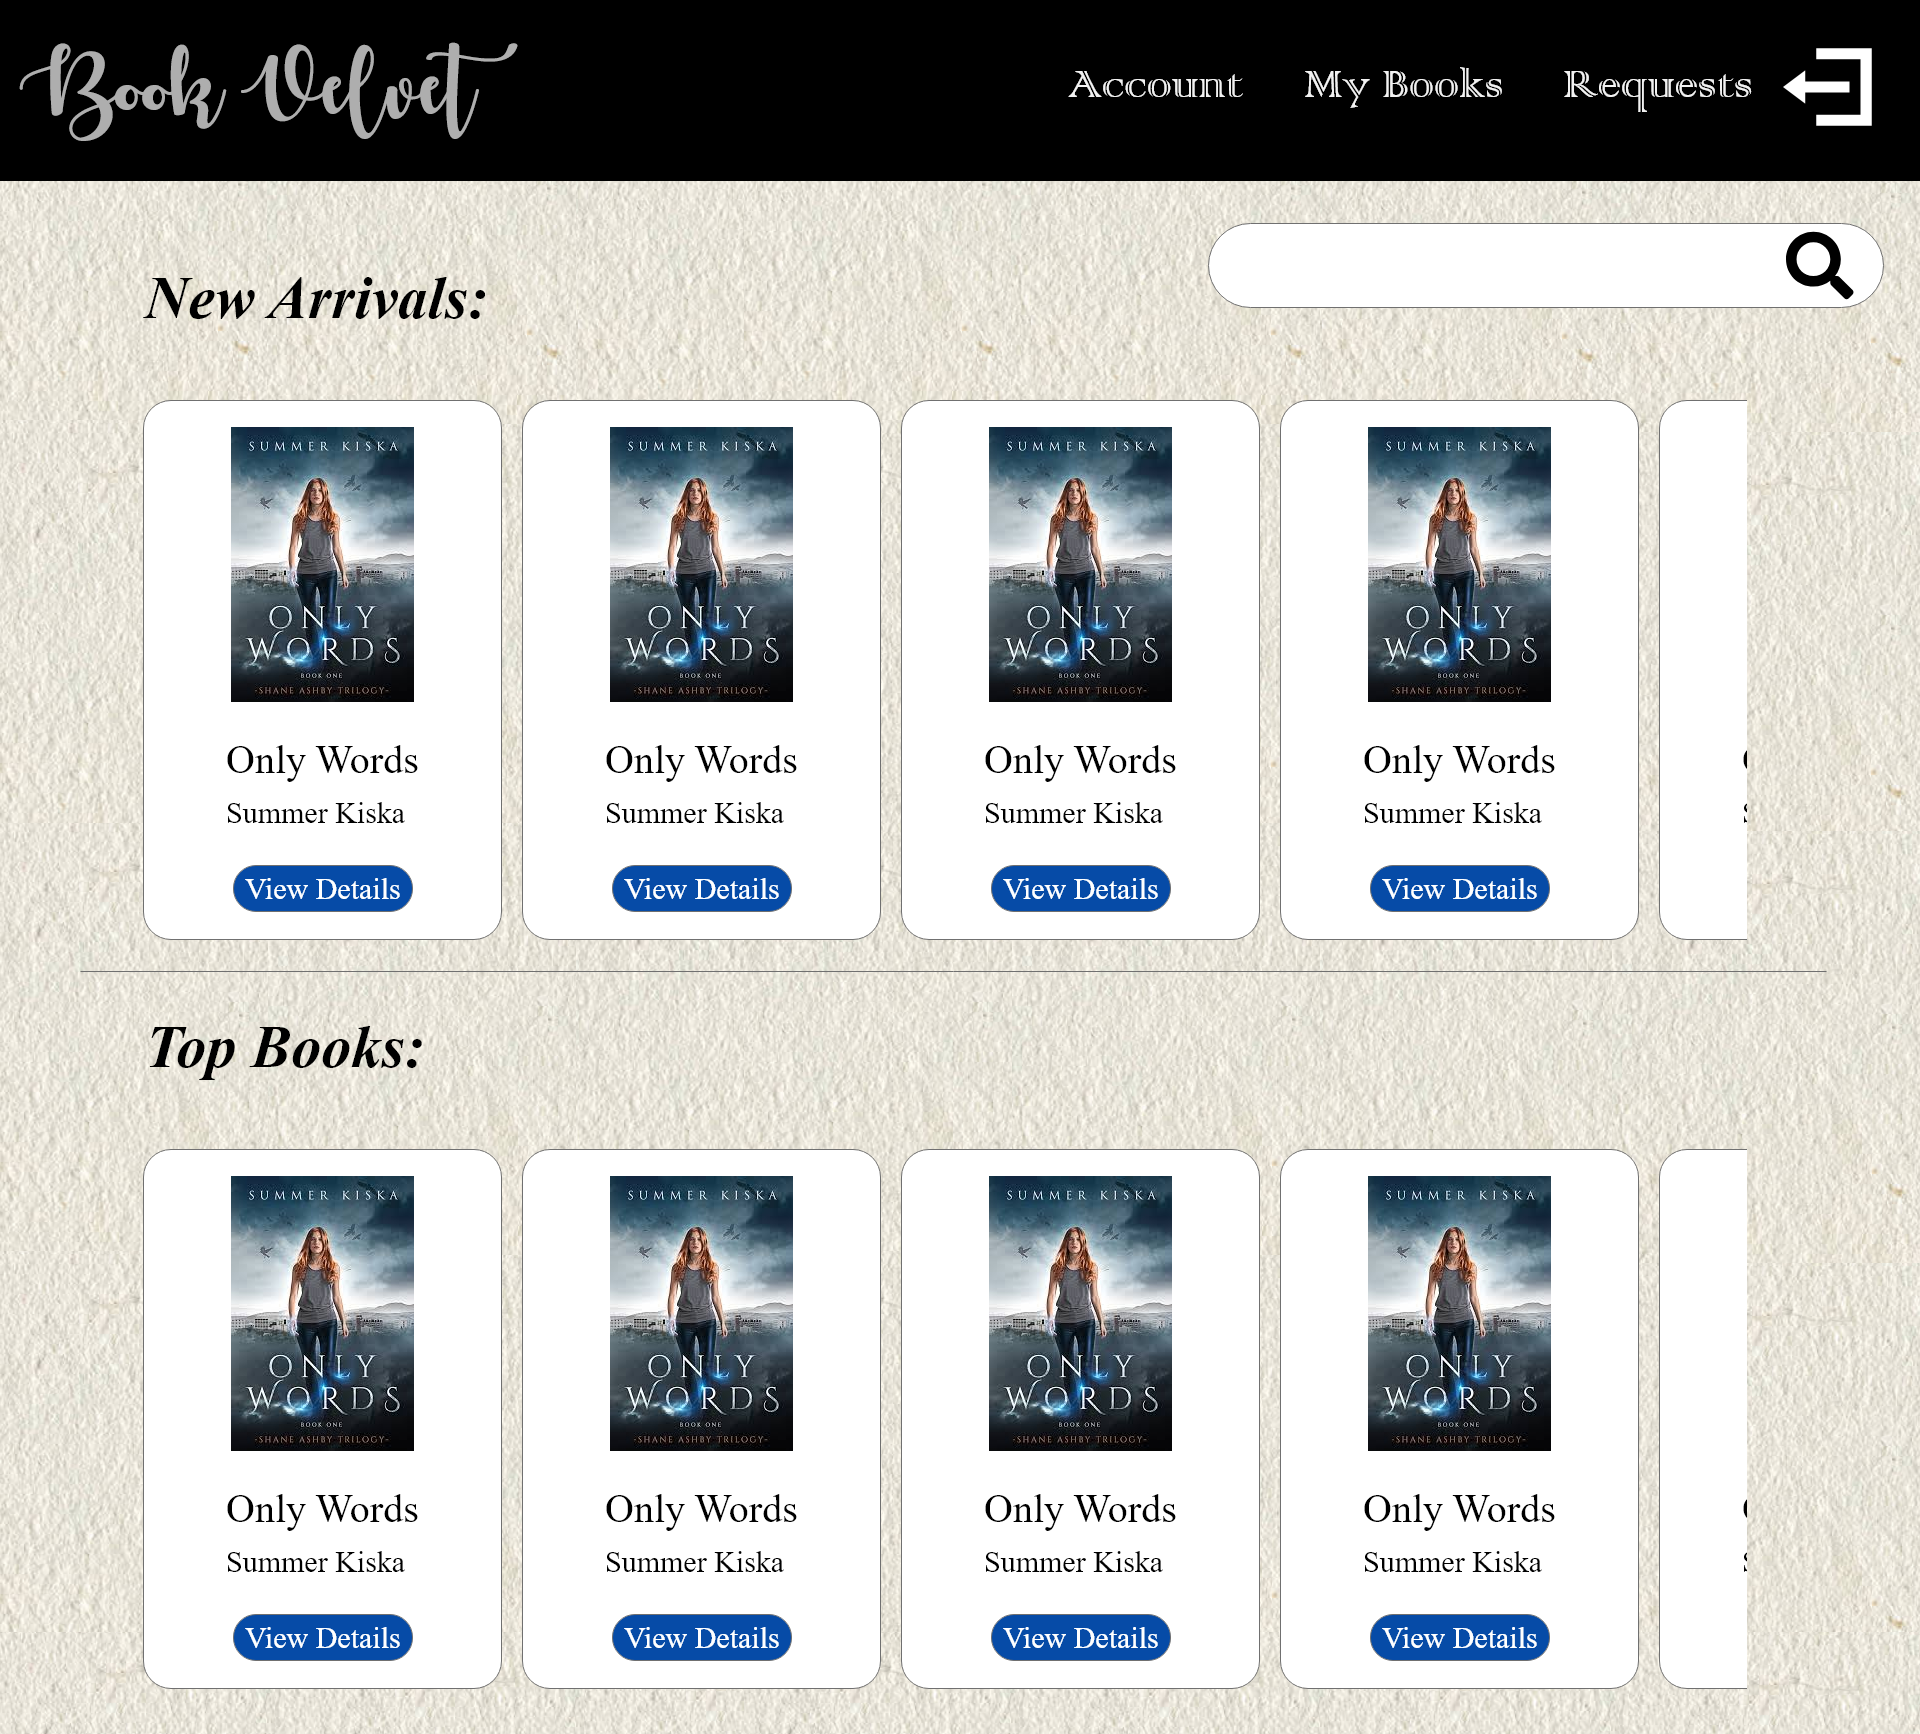 Book Velvet
Account My Books Requests
New Arrivals:
SUMMER KISKA SUMMER KISKA SUMMER KISKA SUMMER KISKA
ONLY ONLY ONLY ONLY
WORDS WORDS WORDS WORDS
BOOK ONE BOOK ONE BOOK ONE BOOK ONE
-SHANE ASHBY TRILOGY- -SHANE ASHBY TRILOGY- -SHANE ASHBY TRILOGY- -SHANE ASHBY TRILOGY-
Only Words Only Words Only Words Only Words
Summer Kiska Summer Kiska Summer Kiska Summer Kiska
View Details View Details View Details View Details
Top Books:
SUMMER KISKA SUMMER KISKA SUMMER KISKA SUMMER KISKA
ONLY ONLY ONLY ONLY
WORDS WORDS WORDS WORDS
BOOK ONE BOOK ONE BOOK ONE BOOK ONE
-SHANE ASHBY TRILOGY- -SHANE ASHBY TRILOGY- -SHANE ASHBY TRILOGY- -SHANE ASHBY TRILOGY-
Only Words Only Words Only Words Only Words
Summer Kiska Summer Kiska Summer Kiska Summer Kiska
View Details View Details View Details View Details